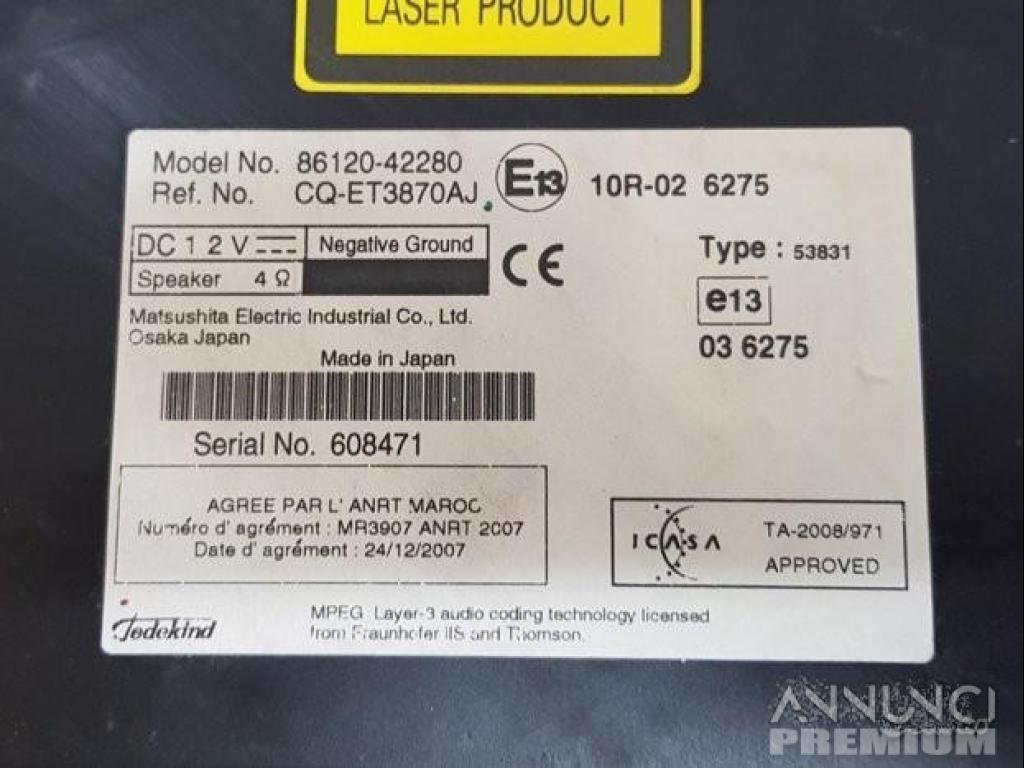 LASER PRODUCT
Model No. 86120-42280
Ref. No. CQ-ET3870AJ
E13
10R-02 6275
DC 12V
Negative Ground
Speaker 4 Ω
CE
Type : 53831
e13
03 6275
Matsushita Electric Industrial Co., Ltd.
Osaka Japan
Made in Japan
Serial No. 608471
AGREE PAR L' ANRT MAROC
Numéro d' agrément : MR3907 ANRT 2007
Date d' agrément : 24/12/2007
ICASA
TA-2008/971
APPROVED
Jedekind
MPEG Layer-3 audio coding technology licensed
from Fraunhofer IIS and Thomson.
ANNUNCI
PREMIUM